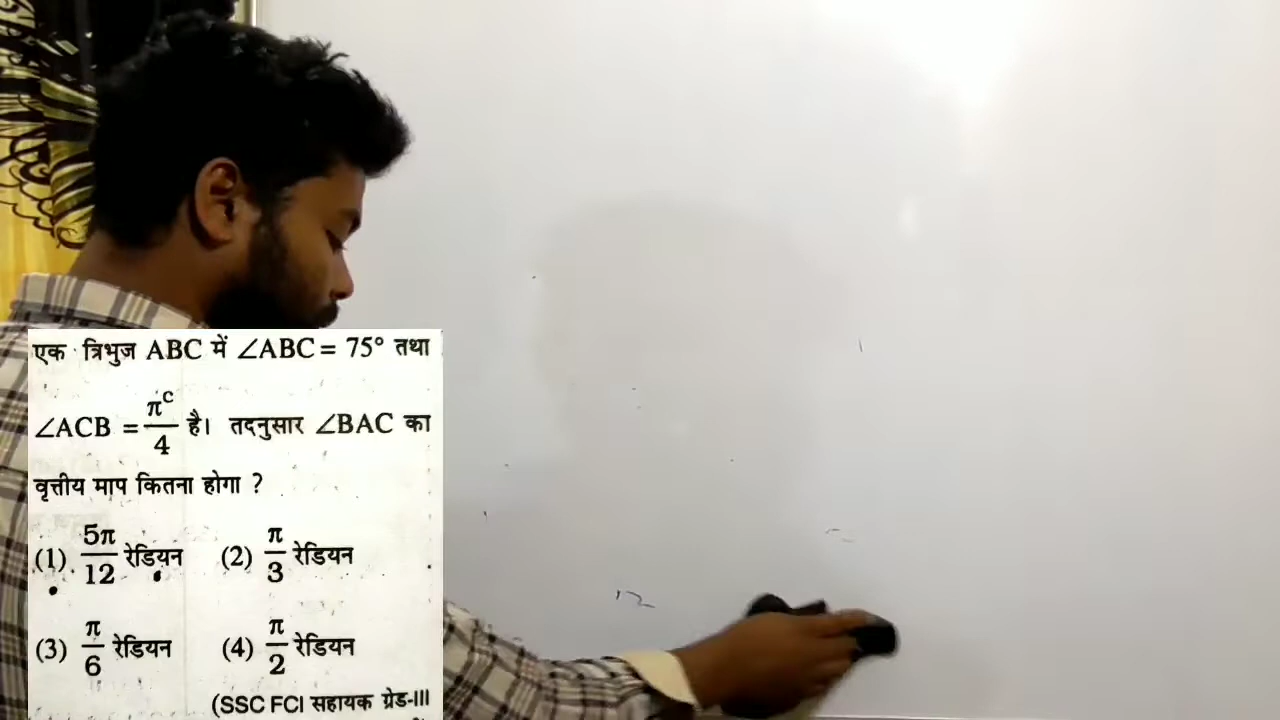 एक त्रिभुज ABC में ∠ABC = 75° तथा
∠ACB = π^c/4 है। तदनुसार ∠BAC का
वृत्तीय माप कितना होगा ?
(1) 5π/12 रेडियन (2) π/3 रेडियन
(3) π/6 रेडियन (4) π/2 रेडियन
(SSC FCI सहायक ग्रेड-III
12